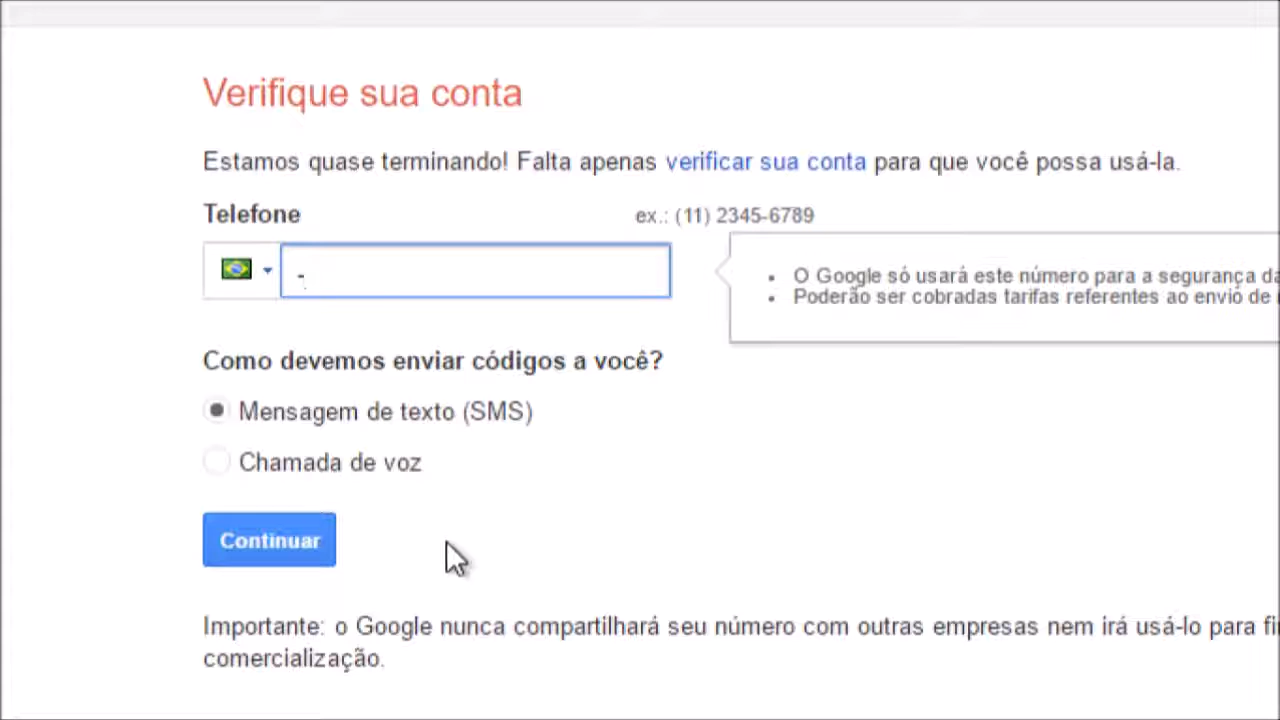 Verifique sua conta
Estamos quase terminando! Falta apenas verificar sua conta para que você possa usá-la.
Telefone
ex.: (11) 2345-6789
-
• O Google só usará este número para a segurança da
• Poderão ser cobradas tarifas referentes ao envio de
Como devemos enviar códigos a você?
Mensagem de texto (SMS)
Chamada de voz
Continuar
Importante: o Google nunca compartilhará seu número com outras empresas nem irá usá-lo para
comercialização.